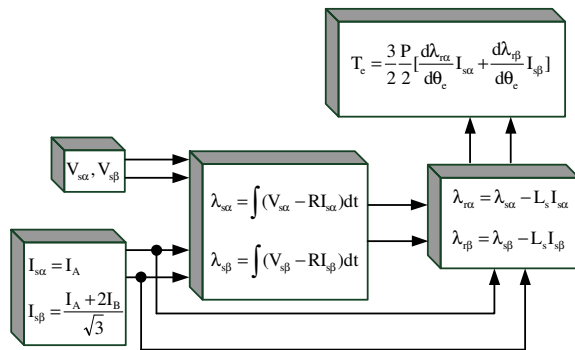 T_e = 3/2 P/2 [dλ_rα/dθ_e I_sα + dλ_rβ/dθ_e I_sβ]
V_sα, V_sβ
λ_sα = ∫(V_sα − RI_sα)dt
λ_sβ = ∫(V_sβ − RI_sβ)dt
λ_rα = λ_sα − L_s I_sα
λ_rβ = λ_sβ − L_s I_sβ
I_sα = I_A
I_sβ = (I_A + 2I_B)/√3